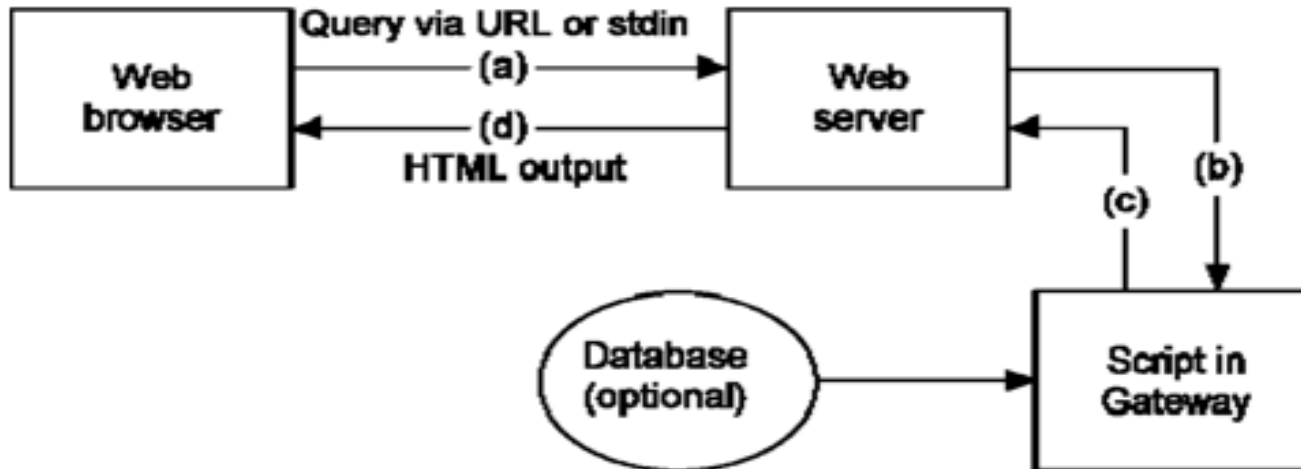 Query via URL or stdin
Web
browser
(a)
Web
server
(d)
HTML output
(c)
(b)
Database
(optional)
Script in
Gateway